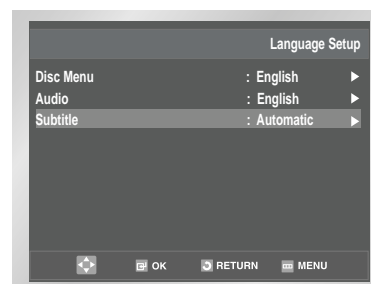 Language Setup
Disc Menu : English ▶
Audio : English ▶
Subtitle : Automatic ▶
OK RETURN MENU